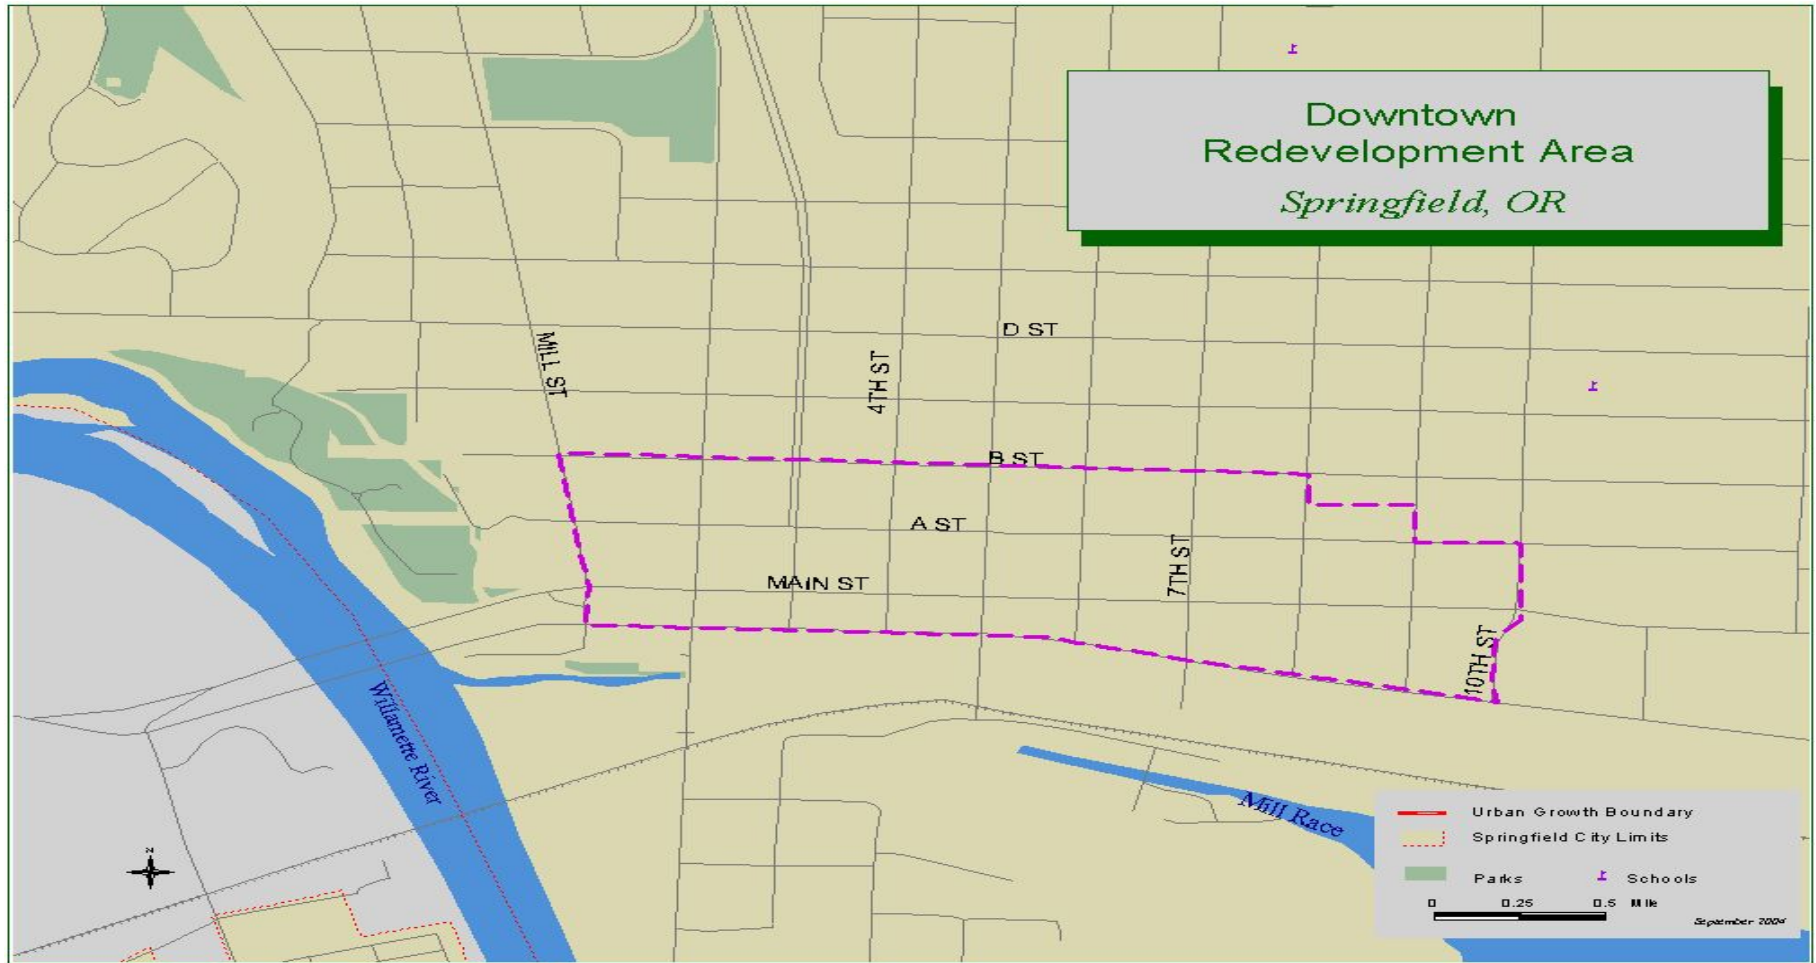 Downtown
Redevelopment Area
Springfield, OR
D ST
MILL ST
4TH ST
B ST
A ST
7TH ST
MAIN ST
10TH ST
Willamette River
Mill Race
N
Urban Growth Boundary
Springfield City Limits
Parks Schools
0 0.25 0.5 Mile
September 2004